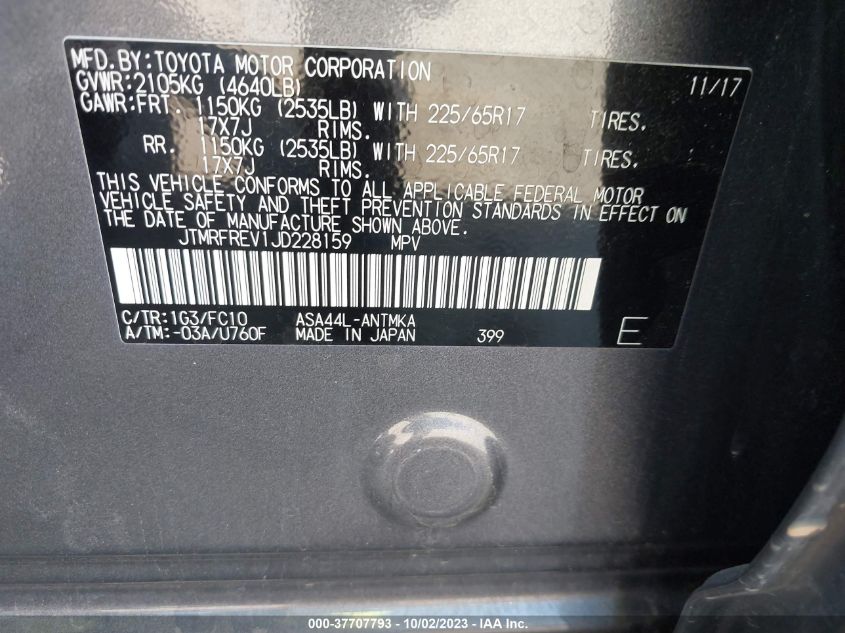 MFD.BY:TOYOTA MOTOR CORPORATION 11/17
GVWR:2105KG (4640LB)
GAWR:FRT. 1150KG (2535LB) WITH 225/65R17 TIRES.
17X7J RIMS.
RR. 1150KG (2535LB) WITH 225/65R17 TIRES.
17X7J RIMS.
THIS VEHICLE CONFORMS TO ALL APPLICABLE FEDERAL MOTOR
VEHICLE SAFETY AND THEFT PREVENTION STANDARDS IN EFFECT ON
THE DATE OF MANUFACTURE SHOWN ABOVE.
JTMRFREV1JD228159 MPV
C/TR:1G3/FC10 ASA44L-ANTMKA
A/TM:-03A/U760F MADE IN JAPAN 399 E
000-37707793 - 10/02/2023 - IAA Inc.